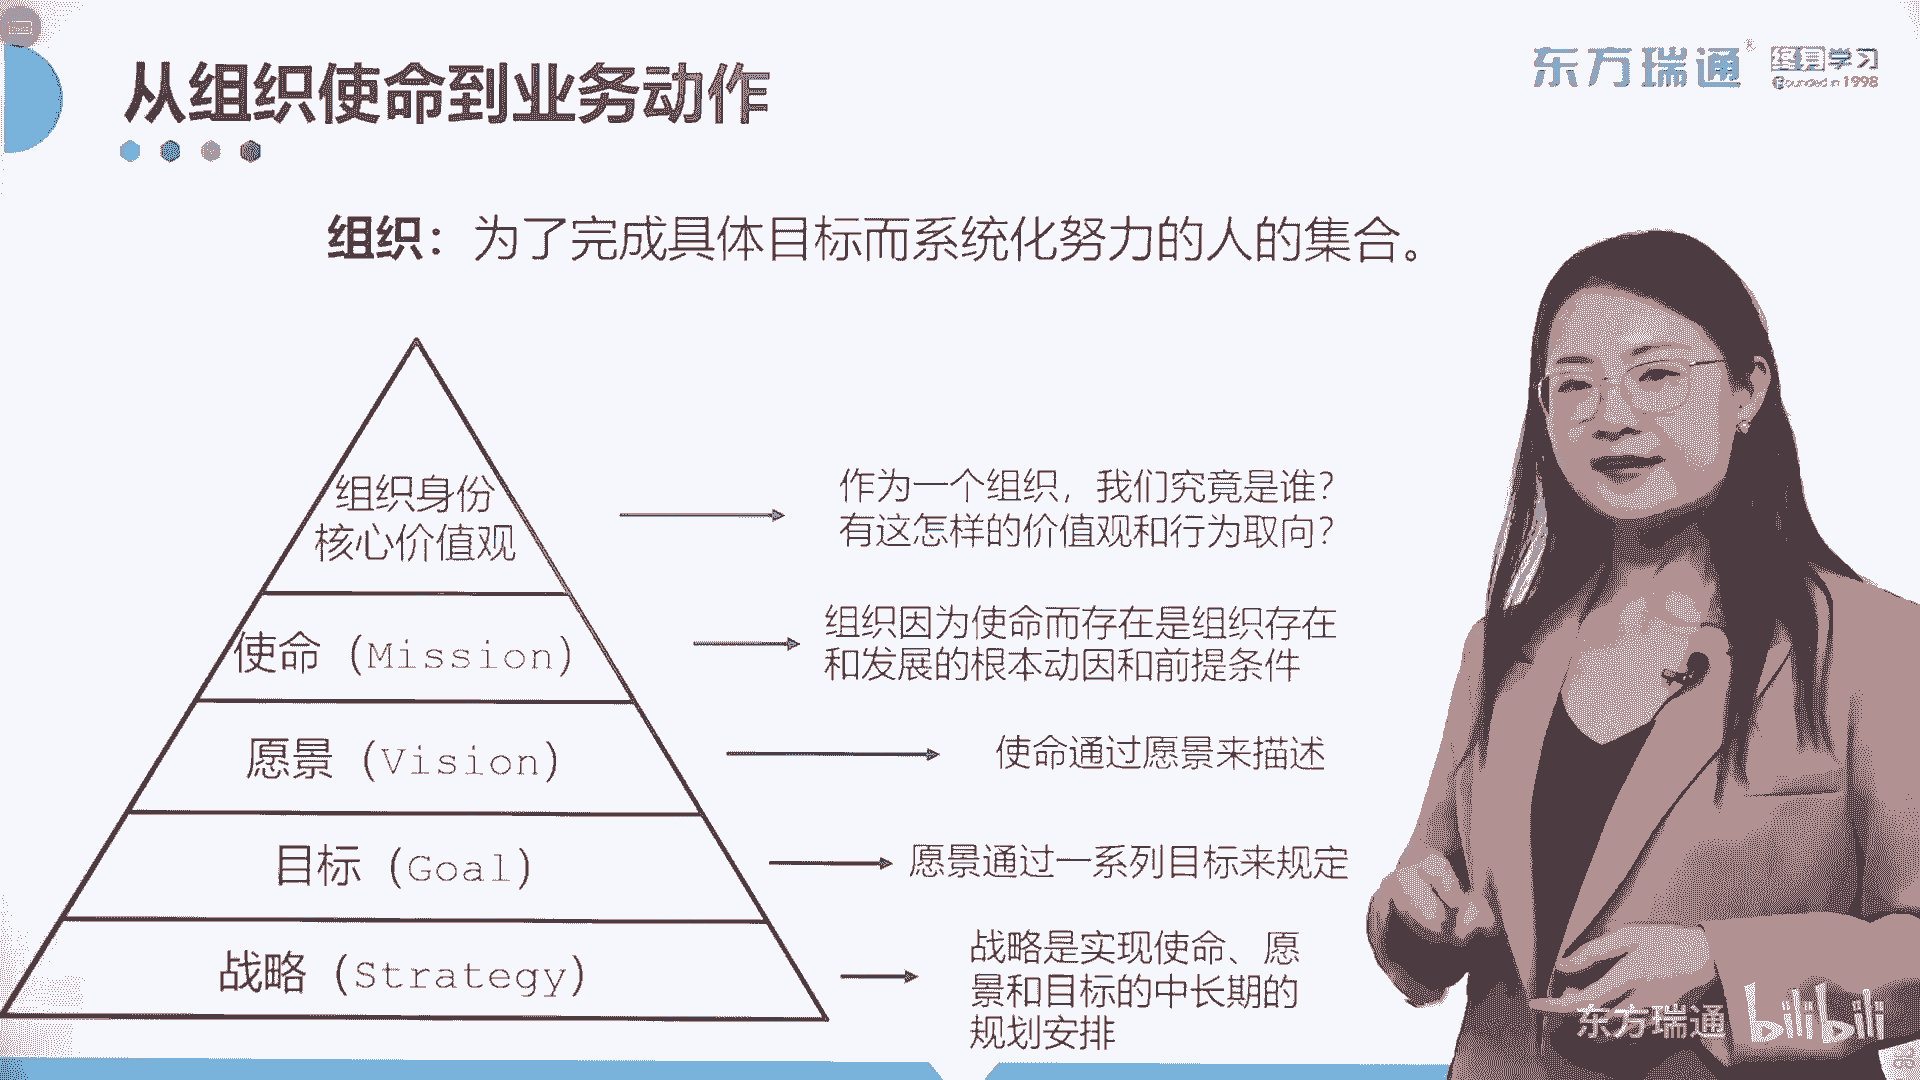 从组织使命到业务动作
东方瑞通® 终身学习
Founded in 1998
组织：为了完成具体目标而系统化努力的人的集合。
组织身份
核心价值观
作为一个组织，我们究竟是谁？
有这怎样的价值观和行为取向？
使命（Mission）
组织因为使命而存在是组织存在
和发展的根本动因和前提条件
愿景（Vision）
使命通过愿景来描述
目标（Goal）
愿景通过一系列目标来规定
战略（Strategy）
战略是实现使命、愿
景和目标的中长期的
规划安排
东方瑞通 bilibili